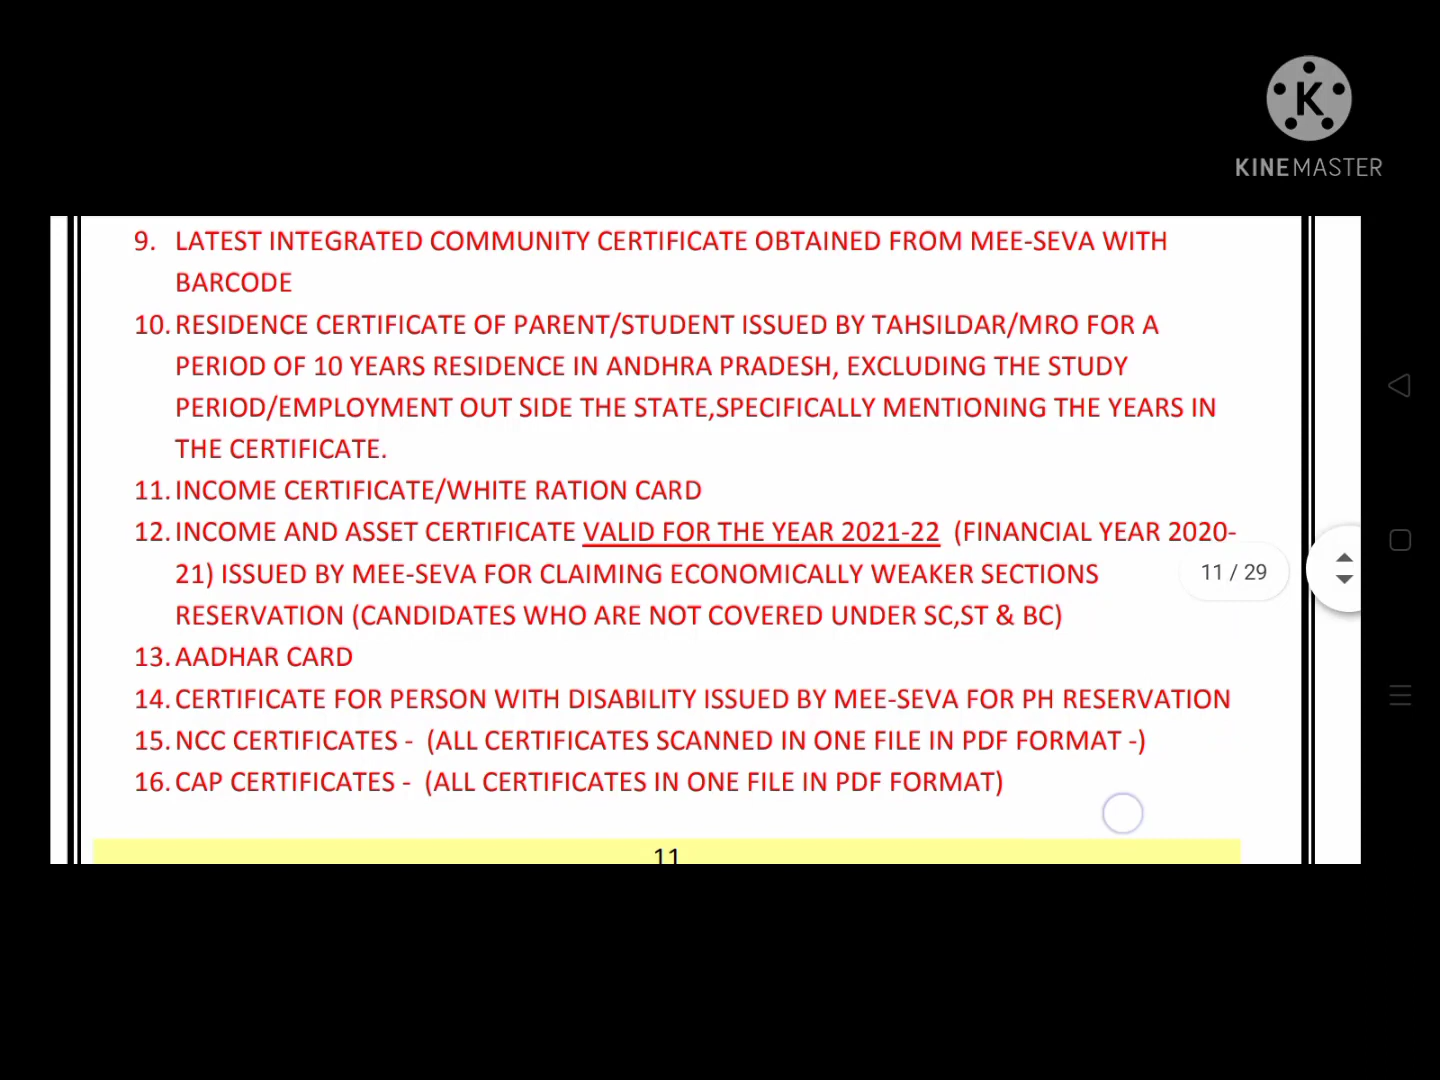 KINEMASTER
9. LATEST INTEGRATED COMMUNITY CERTIFICATE OBTAINED FROM MEE-SEVA WITH
BARCODE
10. RESIDENCE CERTIFICATE OF PARENT/STUDENT ISSUED BY TAHSILDAR/MRO FOR A
PERIOD OF 10 YEARS RESIDENCE IN ANDHRA PRADESH, EXCLUDING THE STUDY
PERIOD/EMPLOYMENT OUT SIDE THE STATE,SPECIFICALLY MENTIONING THE YEARS IN
THE CERTIFICATE.
11. INCOME CERTIFICATE/WHITE RATION CARD
12. INCOME AND ASSET CERTIFICATE VALID FOR THE YEAR 2021-22 (FINANCIAL YEAR 2020-
21) ISSUED BY MEE-SEVA FOR CLAIMING ECONOMICALLY WEAKER SECTIONS
11 / 29
RESERVATION (CANDIDATES WHO ARE NOT COVERED UNDER SC,ST & BC)
13. AADHAR CARD
14. CERTIFICATE FOR PERSON WITH DISABILITY ISSUED BY MEE-SEVA FOR PH RESERVATION
15. NCC CERTIFICATES - (ALL CERTIFICATES SCANNED IN ONE FILE IN PDF FORMAT -)
16. CAP CERTIFICATES - (ALL CERTIFICATES IN ONE FILE IN PDF FORMAT)
11